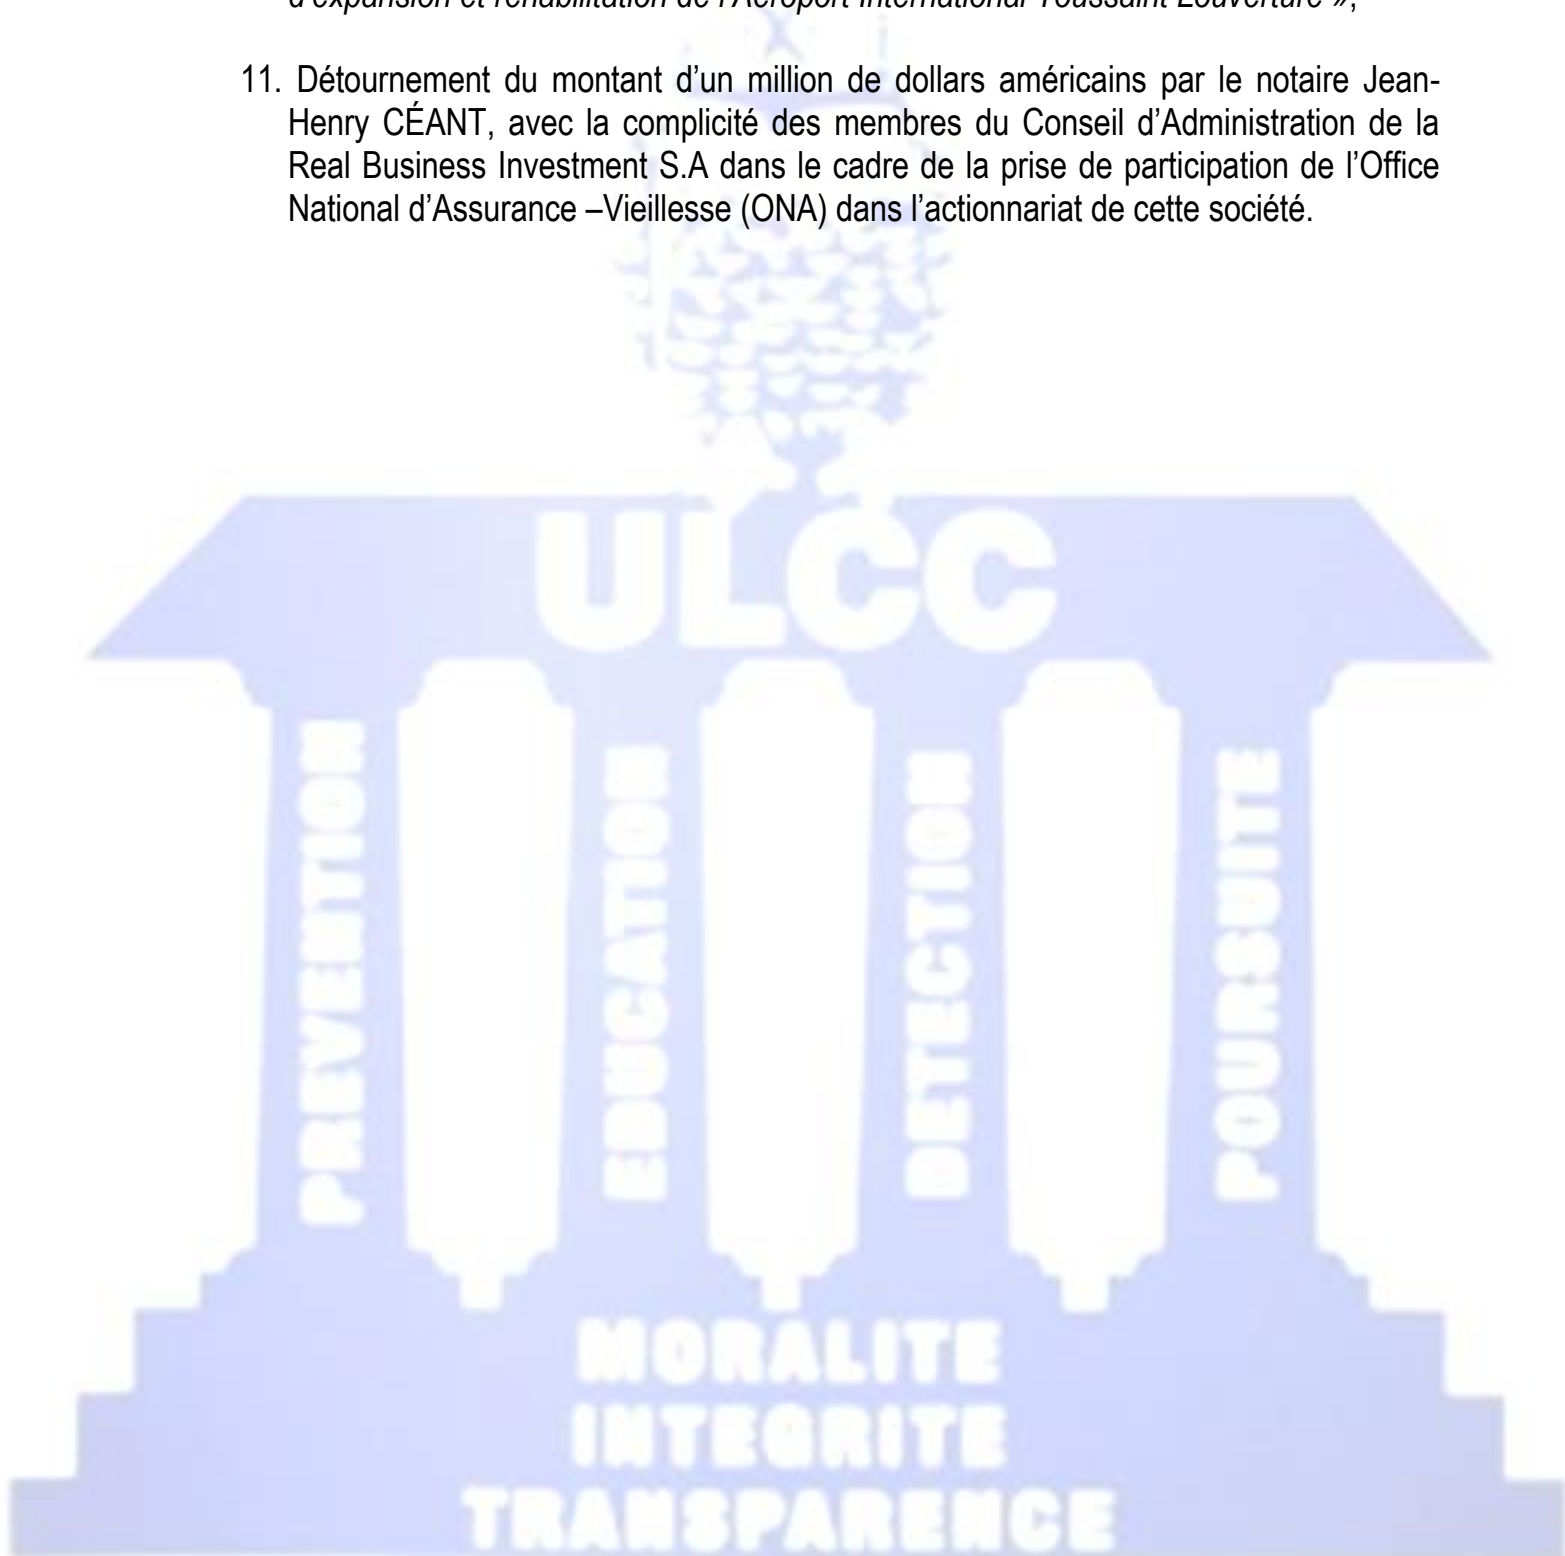 d'expansion et réhabilitation de l'Aéroport International Toussaint Louverture »;
11. Détournement du montant d’un million de dollars américains par le notaire Jean-
Henry CÉANT, avec la complicité des membres du Conseil d’Administration de la
Real Business Investment S.A dans le cadre de la prise de participation de l’Office
National d’Assurance –Vieillesse (ONA) dans l’actionnariat de cette société.
ULCC
PREVENTION
EDUCATION
DETECTION
POURSUITE
MORALITE
INTEGRITE
TRANSPARENCE